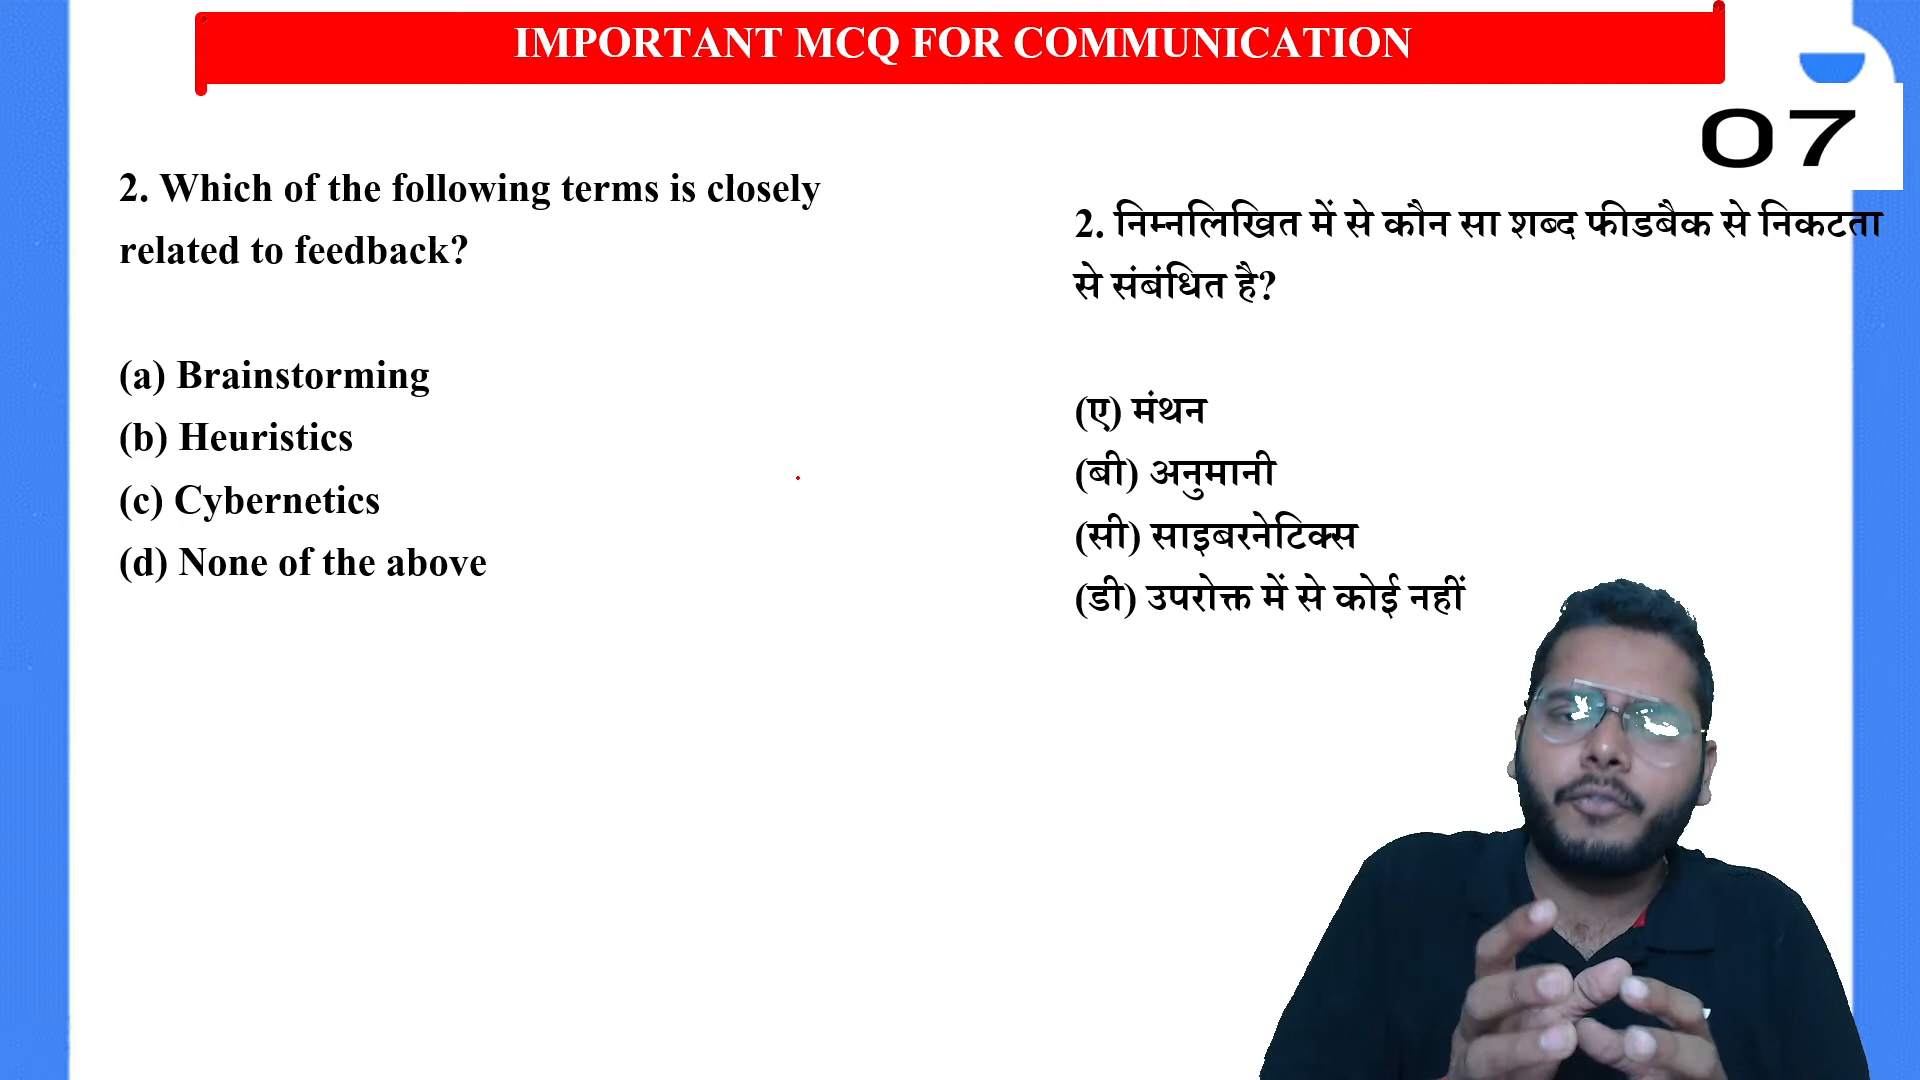 IMPORTANT MCQ FOR COMMUNICATION
07
2. Which of the following terms is closely
related to feedback?
(a) Brainstorming
(b) Heuristics
(c) Cybernetics
(d) None of the above
2. निम्नलिखित में से कौन सा शब्द फीडबैक से निकटता
से संबंधित है?
(ए) मंथन
(बी) अनुमानी
(सी) साइबरनेटिक्स
(डी) उपरोक्त में से कोई नहीं